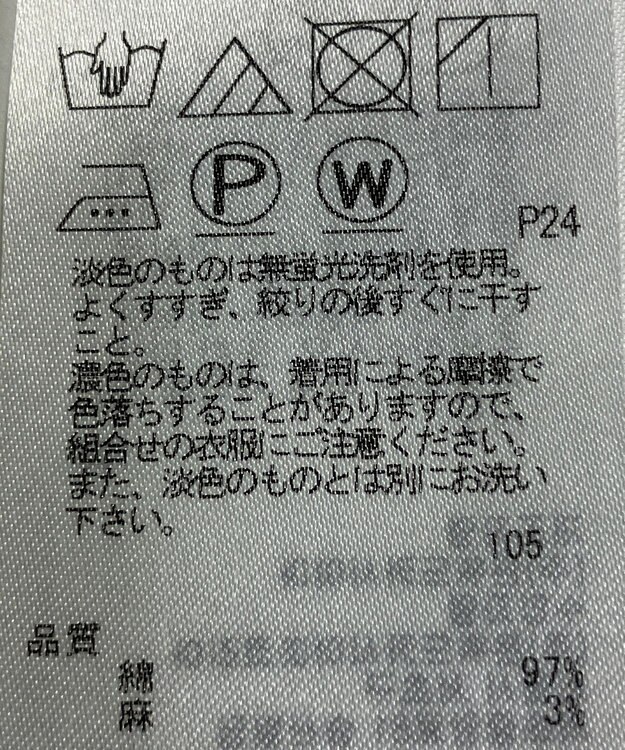 P W
P24
淡色のものは無蛍光洗剤を使用。
よくすすぎ、絞りの後すぐに干す
こと。
濃色のものは、着用による摩擦で
色落ちすることがありますので、
組合せの衣服にご注意ください。
また、淡色のものとは別にお洗い
下さい。
105
品質
綿 97%
麻 3%